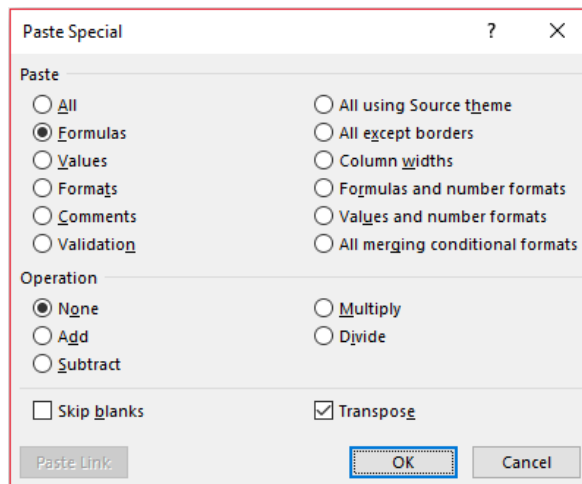 Paste Special ?
Paste
All
All using Source theme
Formulas
All except borders
Values
Column widths
Formats
Formulas and number formats
Comments
Values and number formats
Validation
All merging conditional formats
Operation
None
Multiply
Add
Divide
Subtract
Skip blanks
Transpose
Paste Link
OK
Cancel